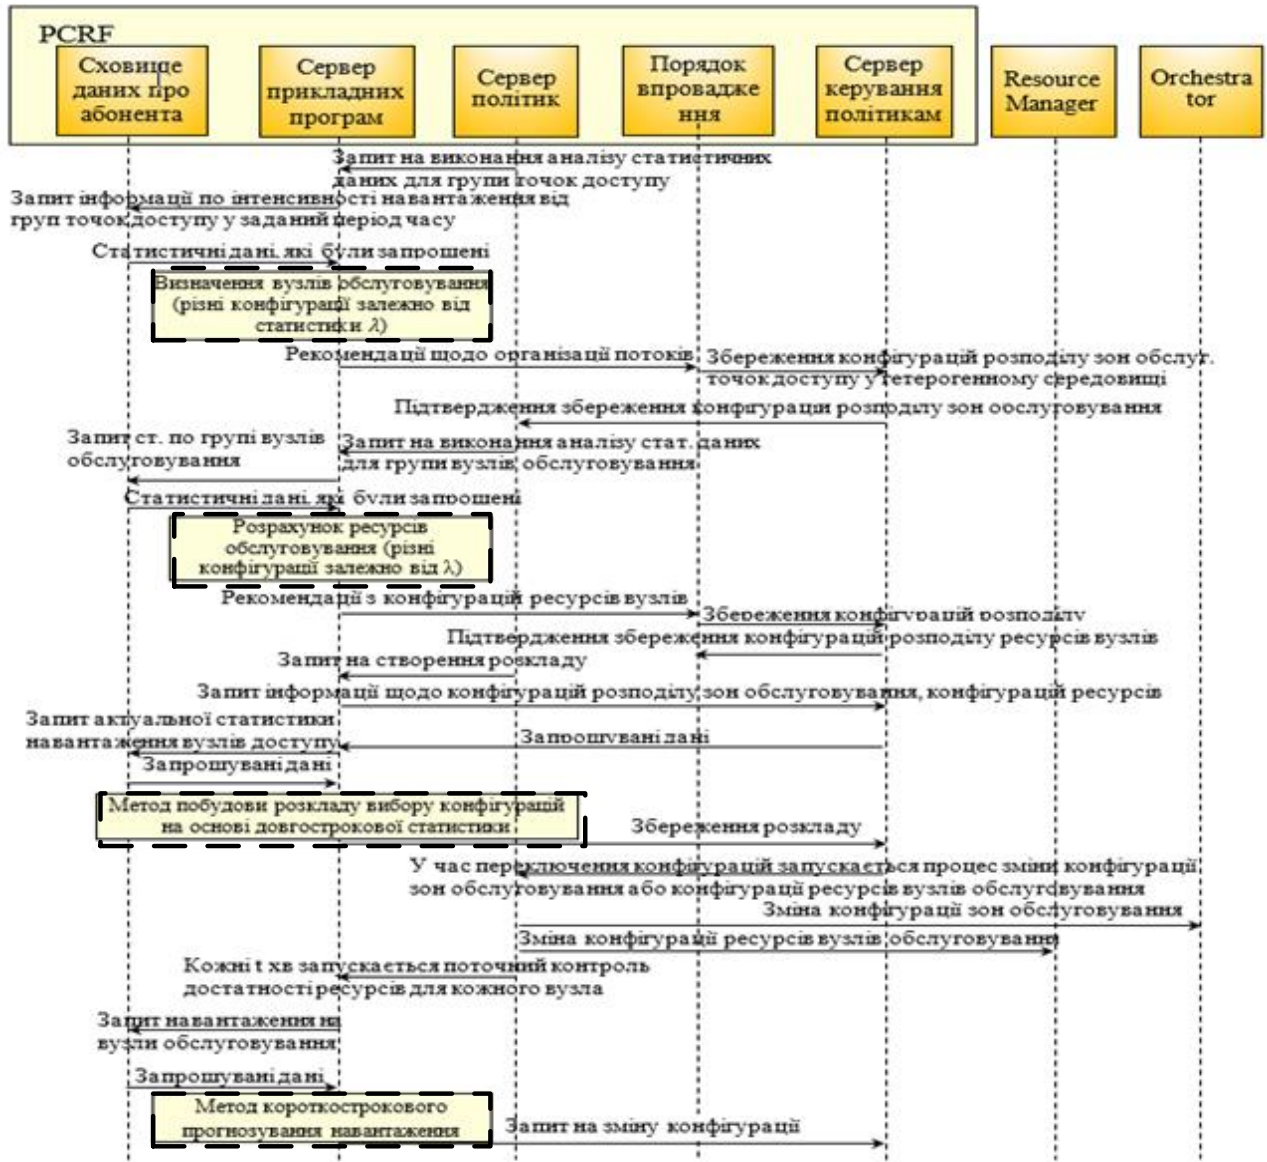 PCRF
Сховище
даних про
абонента
Сервер
прикладних
програм
Сервер
політик
Порядок
впровадже
ння
Сервер
керування
політикам
Resource
Manager
Orchestra
tor
Запит на виконання аналізу статистичних
даних для групи точок доступу
Запит інформації по інтенсивності навантаження від
груп точок доступу у заданий період часу
Статистичні дані, які були запрошені
Визначення вузлів обслуговування
(різні конфігурації залежно від
статистики λ)
Рекомендації щодо організації потоків
Збереження конфігурацій розподілу зон обслуг.
точок доступу у гетерогенному середовищі
Підтвердження збереження конфігурацій розподілу зон обслуговування
Запит ст. по групі вузлів
обслуговування
Запит на виконання аналізу стат. даних
для групи вузлів обслуговування
Статистичні дані, які були запрошені
Розрахунок ресурсів
обслуговування (різні
конфігурації залежно від λ)
Рекомендації з конфігурацій ресурсів вузлів
Збереження конфігурацій розподілу
Підтвердження збереження конфігурацій розподілу ресурсів вузлів
Запит на створення розкладу
Запит інформації щодо конфігурацій розподілу зон обслуговування, конфігурацій ресурсів
Запит актуальної статистики
навантаження вузлів доступу
Запрошувані дані
Запрошувані дані
Метод побудови розкладу вибору конфігурацій
на основі довгострокової статистики
Збереження розкладу
У час переключення конфігурацій запускається процес зміни конфігурації
зон обслуговування або конфігурації ресурсів вузлів обслуговування
Зміна конфігурації зон обслуговування
Зміна конфігурації ресурсів вузлів обслуговування
Кожні t хв запускається поточний контроль
достатності ресурсів для кожного вузла
Запит навантаження на
вузли обслуговування
Запрошувані дані
Метод короткострокового
прогнозування навантаження
Запит на зміну конфігурації